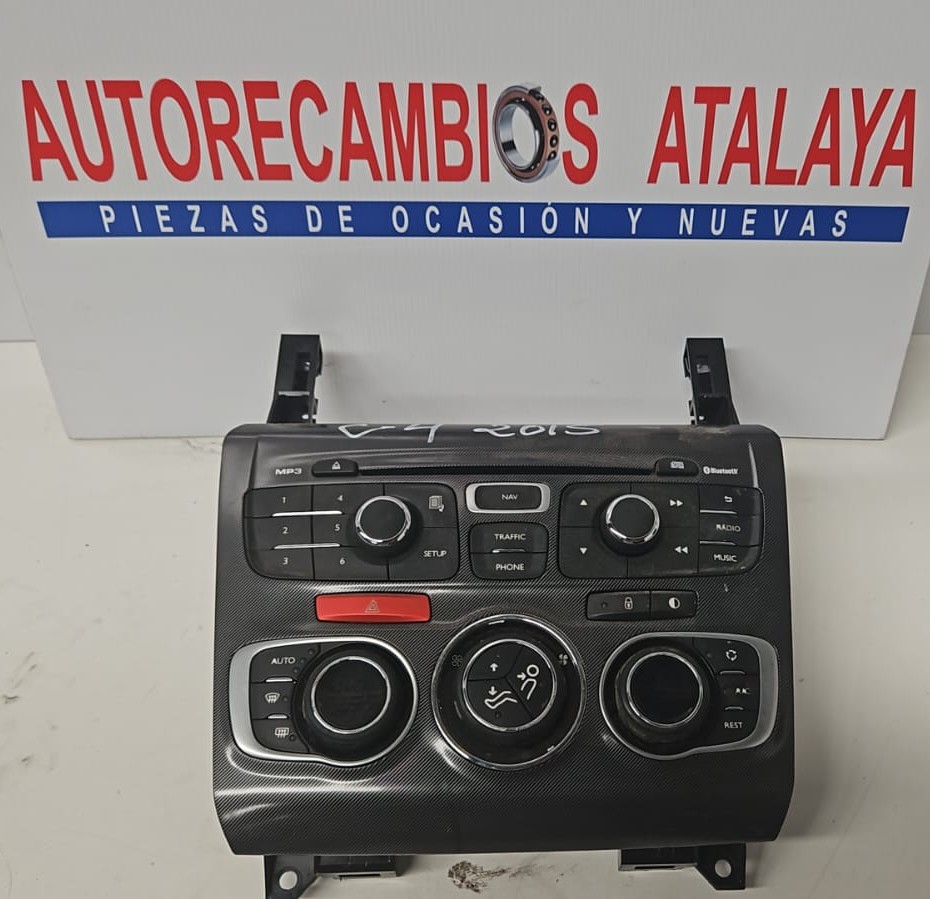 AUTORECAMBIOS ATALAYA
PIEZAS DE OCASIÓN Y NUEVAS
C4 2015
MP3
Bluetooth
1 4
2 5
3 6
SETUP
NAV
TRAFFIC
PHONE
RADIO
MUSIC
AUTO
REST